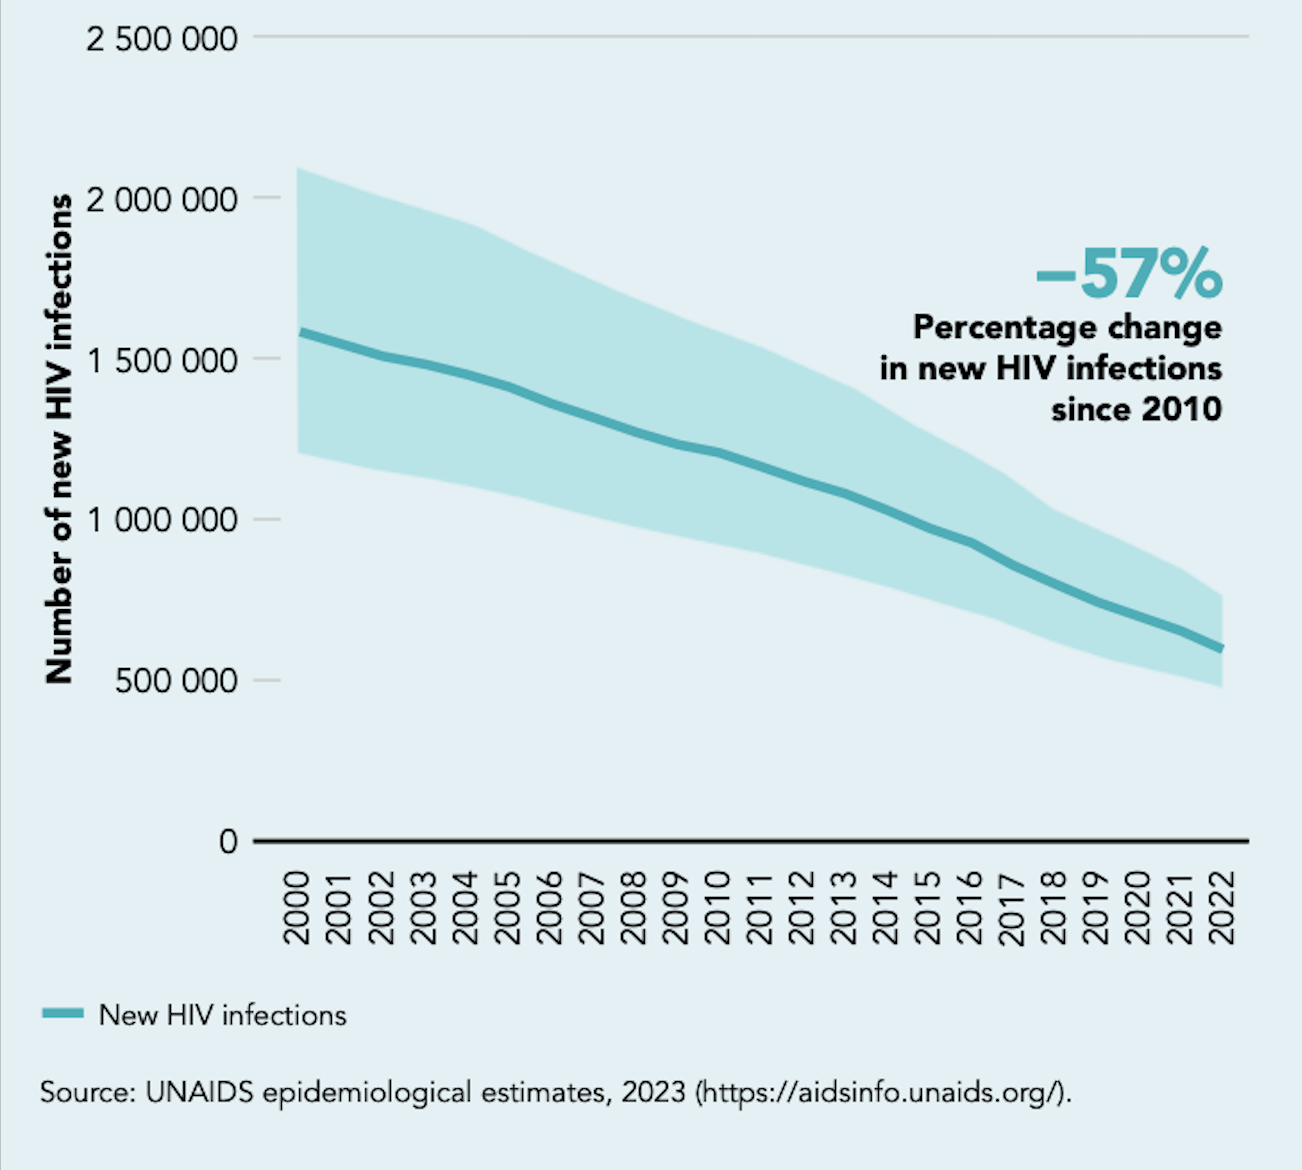 2 500 000
2 000 000
1 500 000
1 000 000
500 000
0
Number of new HIV infections
–57%
Percentage change
in new HIV infections
since 2010
2000 2001 2002 2003 2004 2005 2006 2007 2008 2009 2010 2011 2012 2013 2014 2015 2016 2017 2018 2019 2020 2021 2022
New HIV infections
Source: UNAIDS epidemiological estimates, 2023 (https://aidsinfo.unaids.org/).